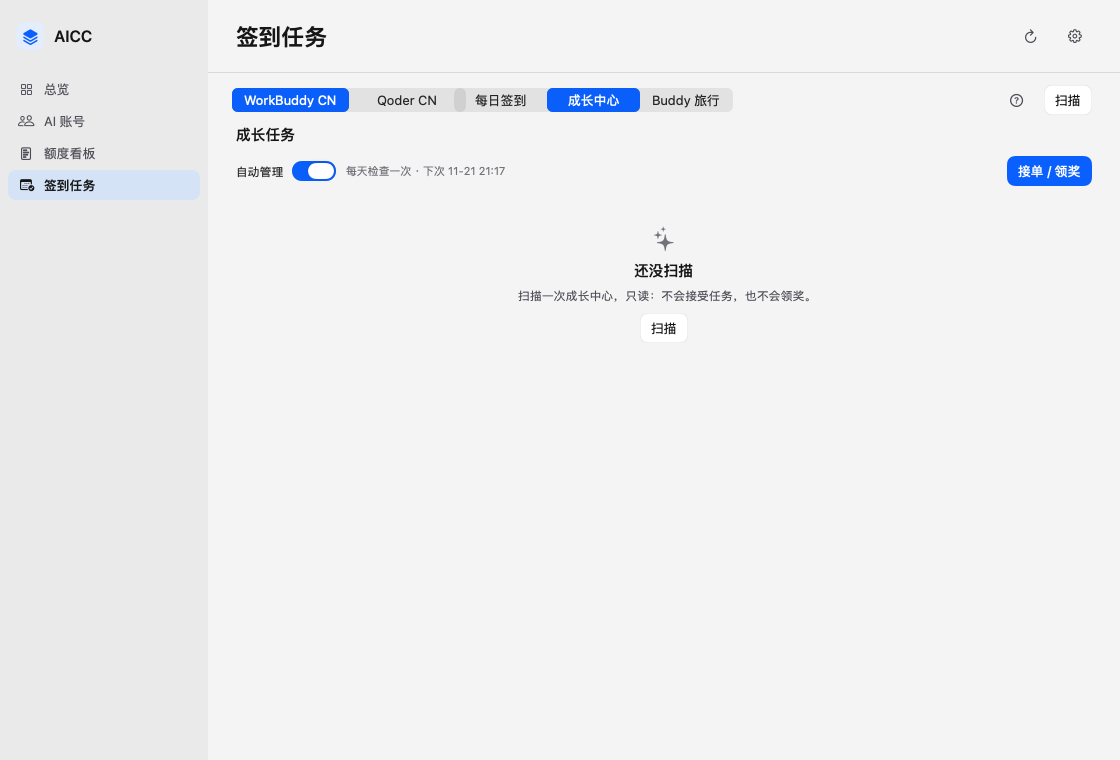 AICC
总览
AI 账号
额度看板
签到任务
签到任务
WorkBuddy CN
Qoder CN
每日签到
成长中心
Buddy 旅行
扫描
成长任务
自动管理
每天检查一次 · 下次 11-21 21:17
接单 / 领奖
还没扫描
扫描一次成长中心，只读：不会接受任务，也不会领奖。
扫描